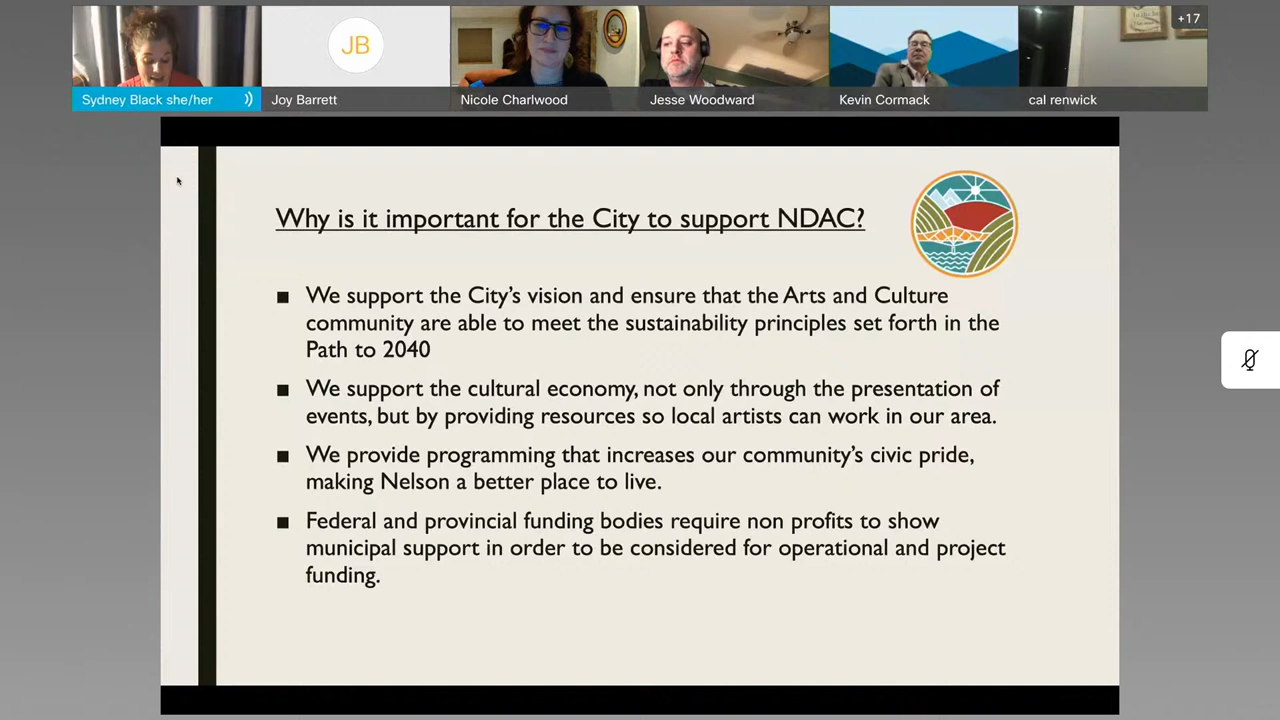 +17
JB
Sydney Black she/her
Joy Barrett
Nicole Charlwood
Jesse Woodward
Kevin Cormack
cal renwick
Why is it important for the City to support NDAC?
We support the City's vision and ensure that the Arts and Culture
community are able to meet the sustainability principles set forth in the
Path to 2040
We support the cultural economy, not only through the presentation of
events, but by providing resources so local artists can work in our area.
We provide programming that increases our community's civic pride,
making Nelson a better place to live.
Federal and provincial funding bodies require non profits to show
municipal support in order to be considered for operational and project
funding.